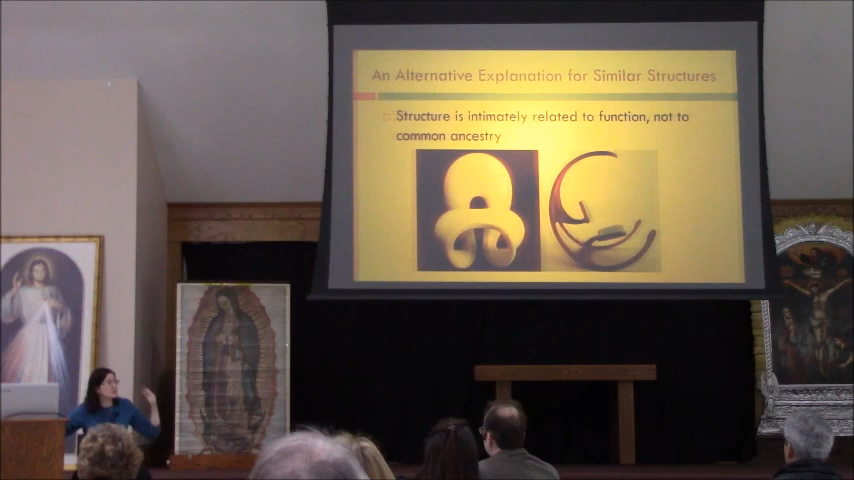 An Alternative Explanation for Similar Structures
Structure is intimately related to function, not to
common ancestry